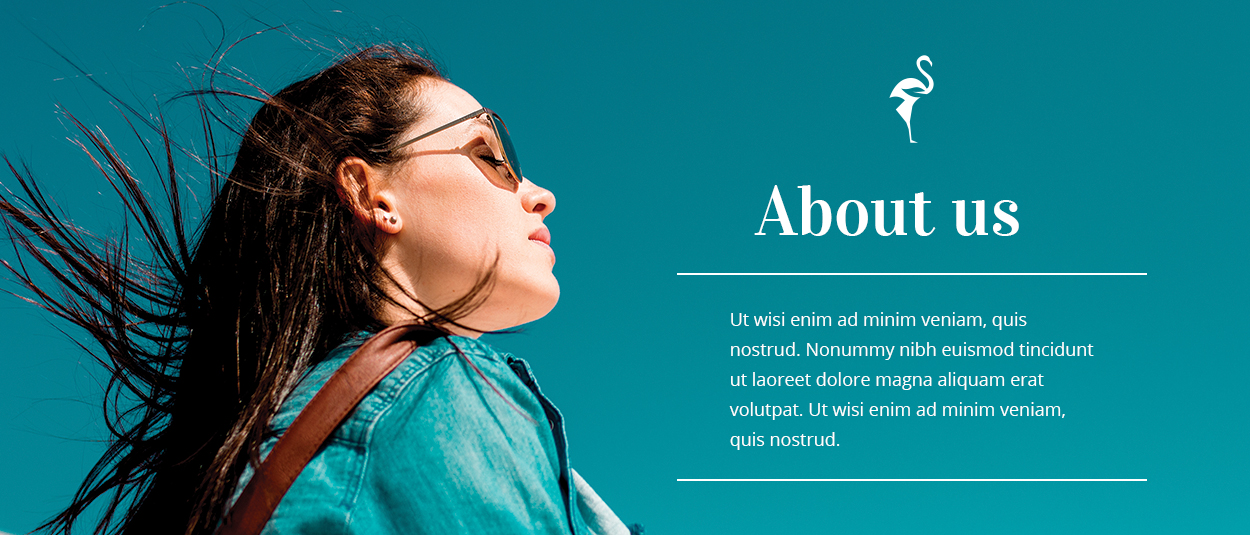 About us
Ut wisi enim ad minim veniam, quis
nostrud. Nonummy nibh euismod tincidunt
ut laoreet dolore magna aliquam erat
volutpat. Ut wisi enim ad minim veniam,
quis nostrud.